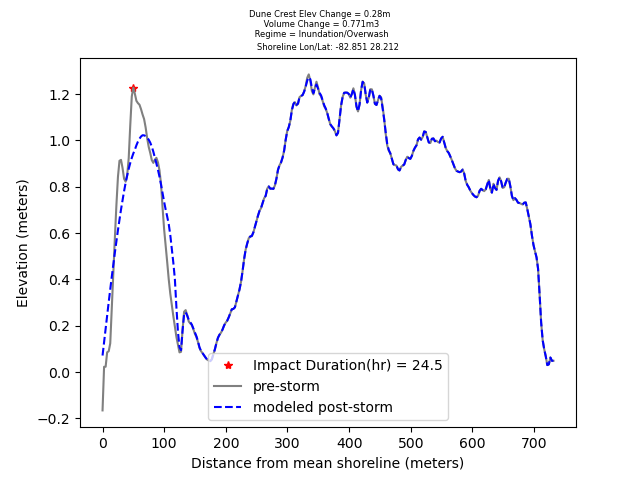 Dune Crest Elev Change = 0.28m
Volume Change = 0.771m3
Regime = Inundation/Overwash
Shoreline Lon/Lat: -82.851 28.212
Elevation (meters)
1.2
1.0
0.8
0.6
0.4
0.2
0.0
−0.2
Impact Duration(hr) = 24.5
pre-storm
modeled post-storm
0 100 200 300 400 500 600 700
Distance from mean shoreline (meters)